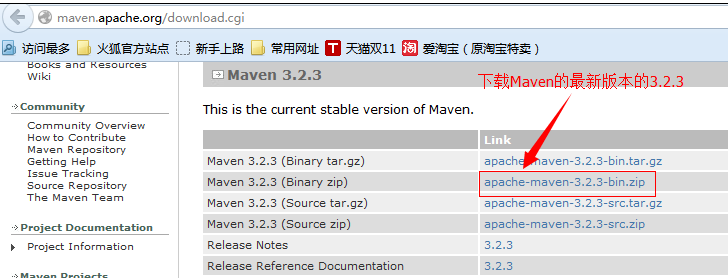 maven.apache.org/download.cgi
访问最多 火狐官方站点 新手上路 常用网址 T 天猫双11 淘 爱淘宝（原淘宝特卖）
Books and Resources
Wiki
Community
Community Overview
How to Contribute
Maven Repository
Getting Help
Issue Tracking
Source Repository
The Maven Team
Project Documentation
Project Information
Maven Projects
Maven 3.2.3
下载Maven的最新版本的3.2.3
This is the current stable version of Maven.
Link
Maven 3.2.3 (Binary tar.gz) apache-maven-3.2.3-bin.tar.gz
Maven 3.2.3 (Binary zip) apache-maven-3.2.3-bin.zip
Maven 3.2.3 (Source tar.gz) apache-maven-3.2.3-src.tar.gz
Maven 3.2.3 (Source zip) apache-maven-3.2.3-src.zip
Release Notes 3.2.3
Release Reference Documentation 3.2.3